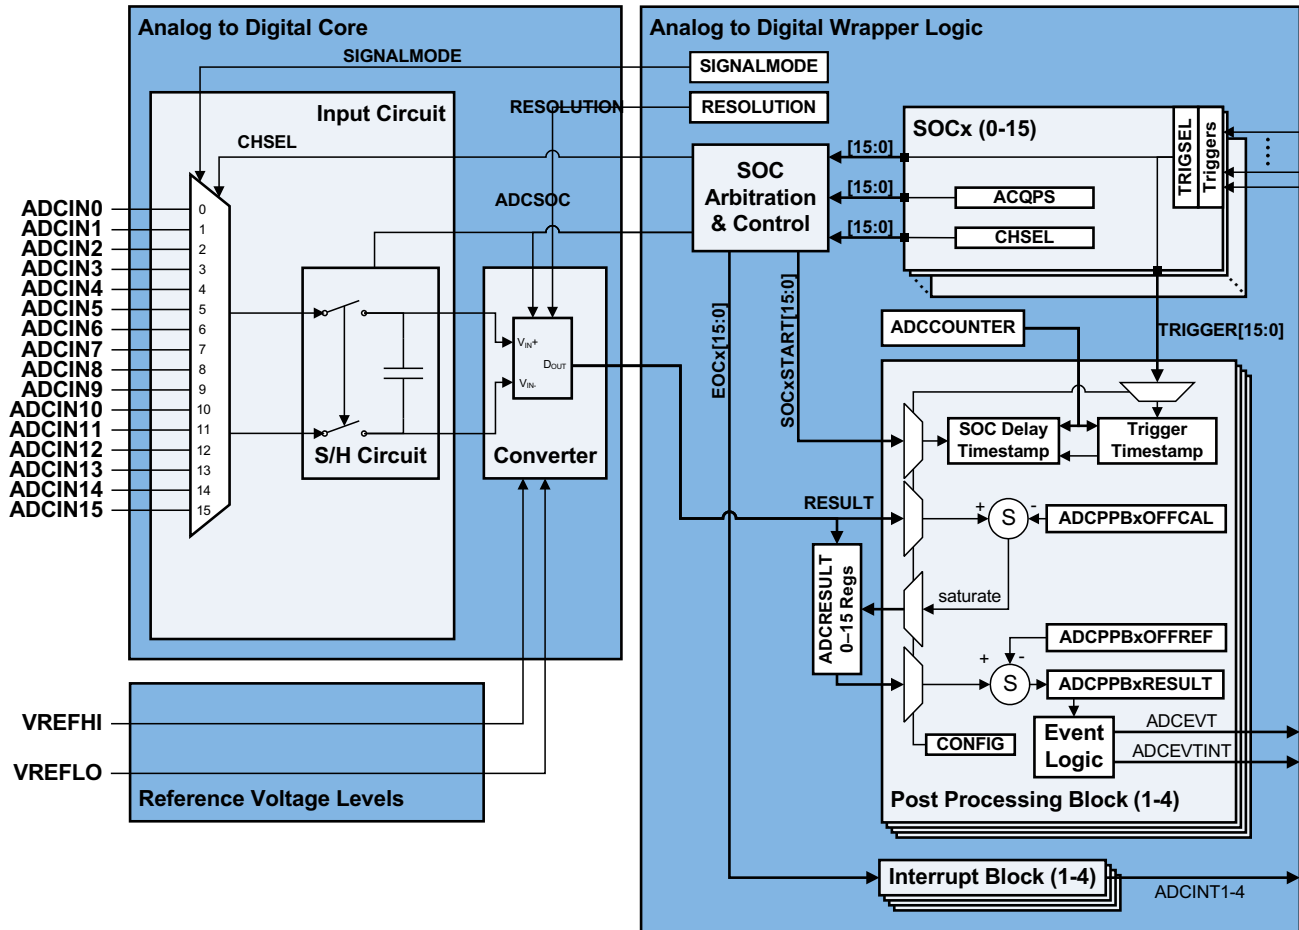 Analog to Digital Core
Analog to Digital Wrapper Logic
SIGNALMODE
SIGNALMODE
RESOLUTION
RESOLUTION
Input Circuit
CHSEL
SOCx (0-15)
TRIGSEL
Triggers
[15:0]
[15:0]
[15:0]
SOC
Arbitration
& Control
ACQPS
CHSEL
ADCSOC
ADCIN0
ADCIN1
ADCIN2
ADCIN3
ADCIN4
ADCIN5
ADCIN6
ADCIN7
ADCIN8
ADCIN9
ADCIN10
ADCIN11
ADCIN12
ADCIN13
ADCIN14
ADCIN15
0
1
2
3
4
5
6
7
8
9
10
11
12
13
14
15
S/H Circuit
VIN+
VIN-
DOUT
Converter
EOCx[15:0]
SOCxSTART[15:0]
ADCCOUNTER
TRIGGER[15:0]
SOC Delay
Timestamp
Trigger
Timestamp
RESULT
+
-
S
ADCPPBxOFFCAL
ADCRESULT
0–15 Regs
saturate
ADCPPBxOFFREF
+
-
S
ADCPPBxRESULT
CONFIG
Event
Logic
ADCEVT
ADCEVTINT
Post Processing Block (1-4)
VREFHI
VREFLO
Reference Voltage Levels
Interrupt Block (1-4)
ADCINT1-4